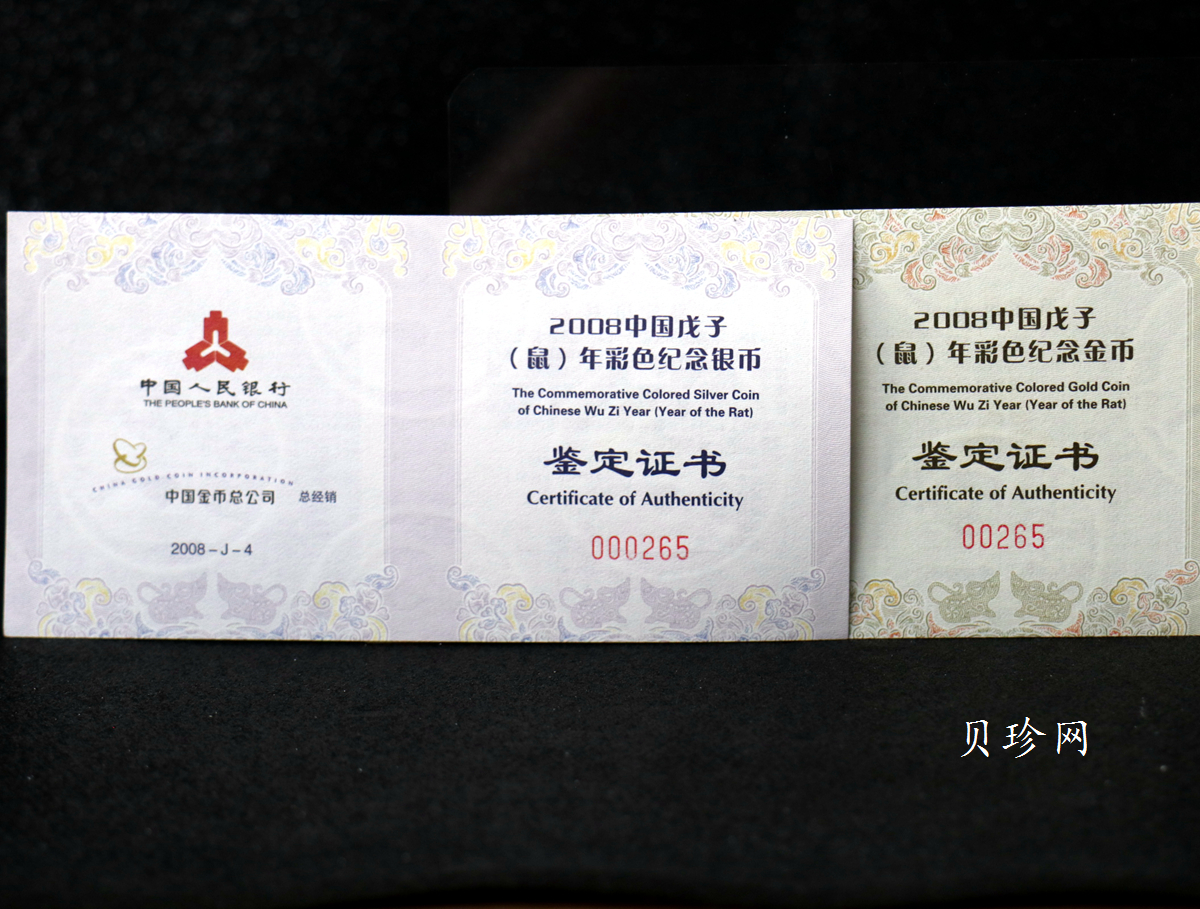 中国人民银行
THE PEOPLE'S BANK OF CHINA
CHINA GOLD COIN INCORPORATION
中国金币总公司 总经销
2008-J-4
2008中国戊子
（鼠）年彩色纪念银币
The Commemorative Colored Silver Coin
of Chinese Wu Zi Year (Year of the Rat)
鉴定证书
Certificate of Authenticity
000265
2008中国戊子
（鼠）年彩色纪念金币
The Commemorative Colored Gold Coin
of Chinese Wu Zi Year (Year of the Rat)
鉴定证书
Certificate of Authenticity
00265
贝珍网